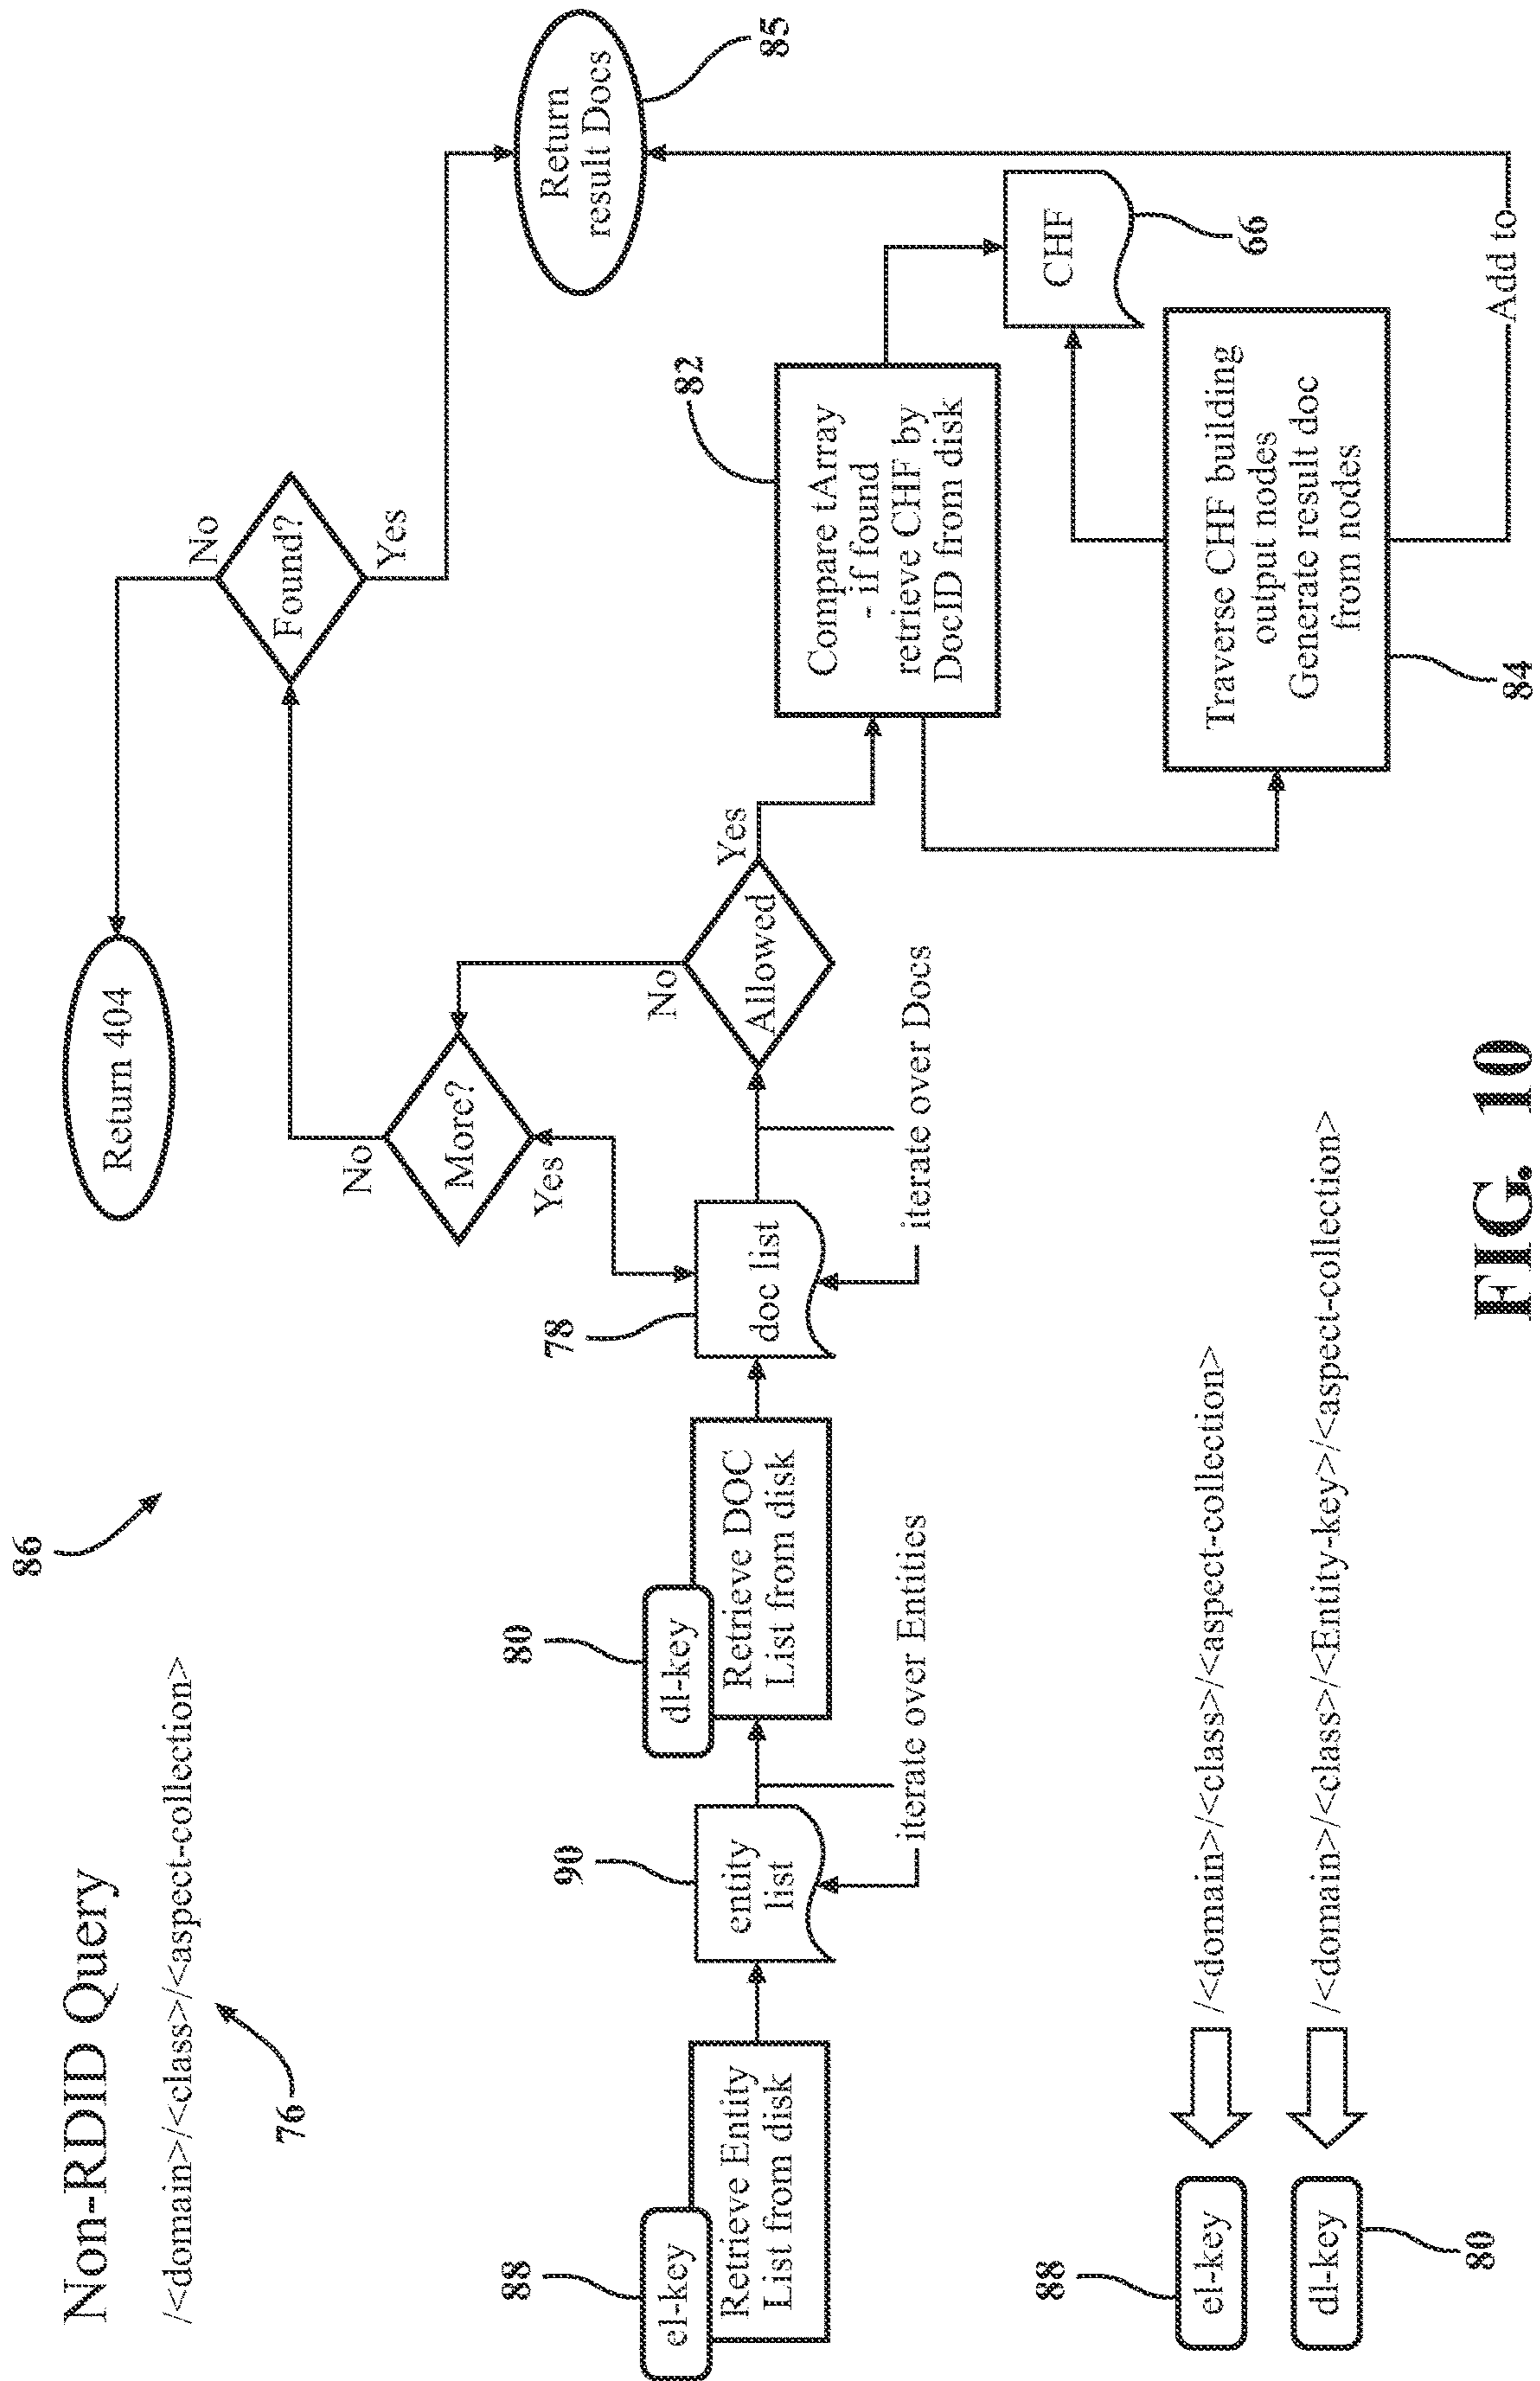 Non-RDID Query
/<domain>/<class>/<aspect-collection>
76
86
Return 404
No
Found?
Yes
No
More?
Yes
Return
result Docs
85
88
el-key
Retrieve Entity
List from disk
90
entity
list
iterate over Entities
80
dl-key
Retrieve DOC
List from disk
78
doc list
iterate over Docs
No
Allowed
Yes
82
Compare tArray
- if found
retrieve CHF by
DocID from disk
CHF
66
Traverse CHF building
output nodes
Generate result doc
from nodes
84
Add to
88
el-key
/<domain>/<class>/<aspect-collection>
dl-key
/<domain>/<class>/<Entity-key>/<aspect-collection>
80
FIG. 10